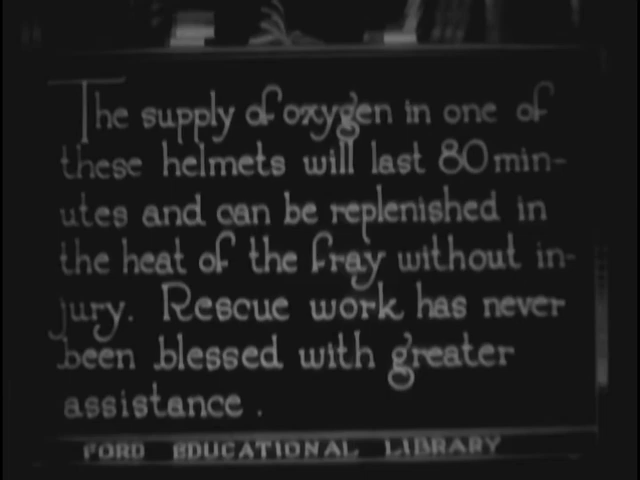 The supply of oxygen in one of
these helmets will last 80 min-
utes and can be replenished in
the heat of the fray without in-
jury. Rescue work has never
been blessed with greater
assistance.
FORD EDUCATIONAL LIBRARY